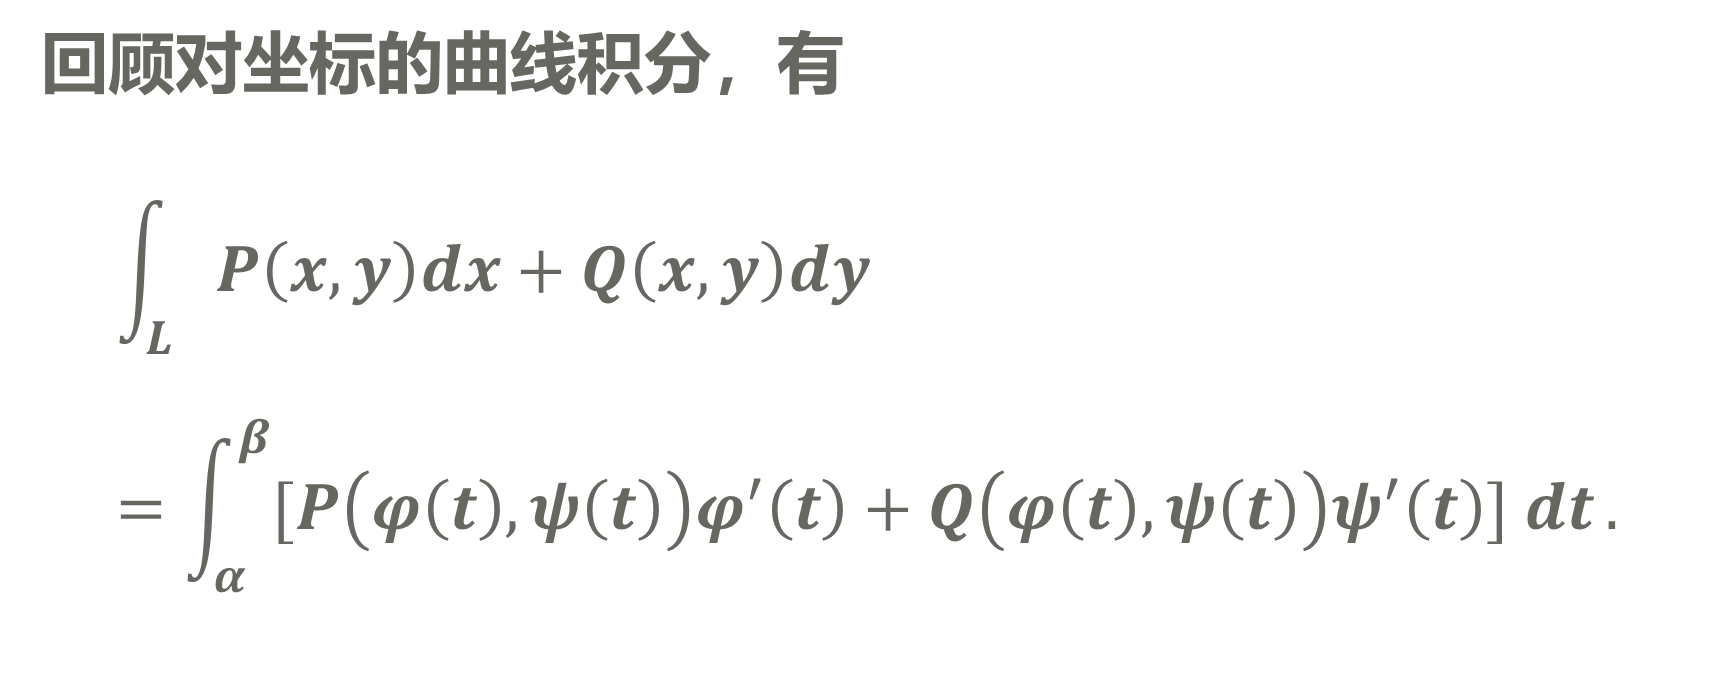 回顾对坐标的曲线积分，有
∫_L P(x,y)dx + Q(x,y)dy
= ∫_α^β [P(φ(t),ψ(t))φ′(t) + Q(φ(t),ψ(t))ψ′(t)] dt.